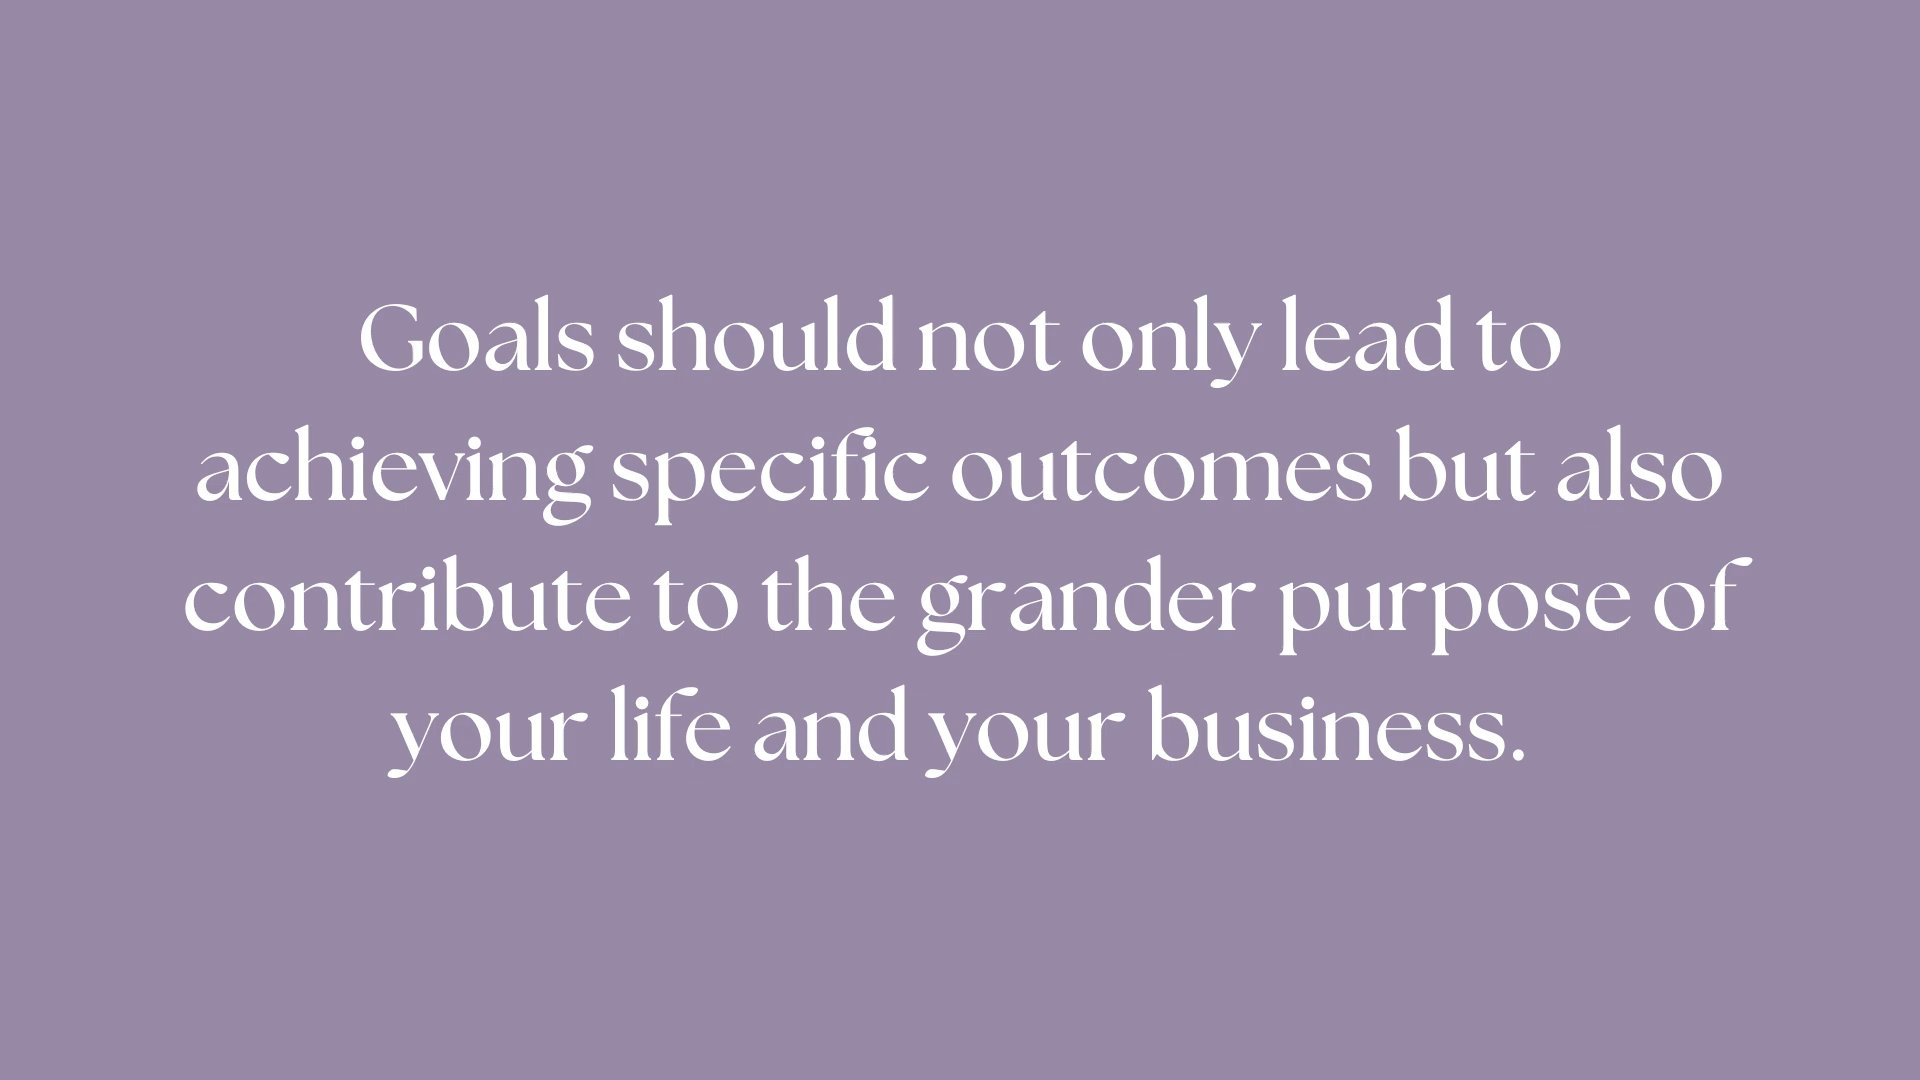 Goals should not only lead to
achieving specific outcomes but also
contribute to the grander purpose of
your life and your business.